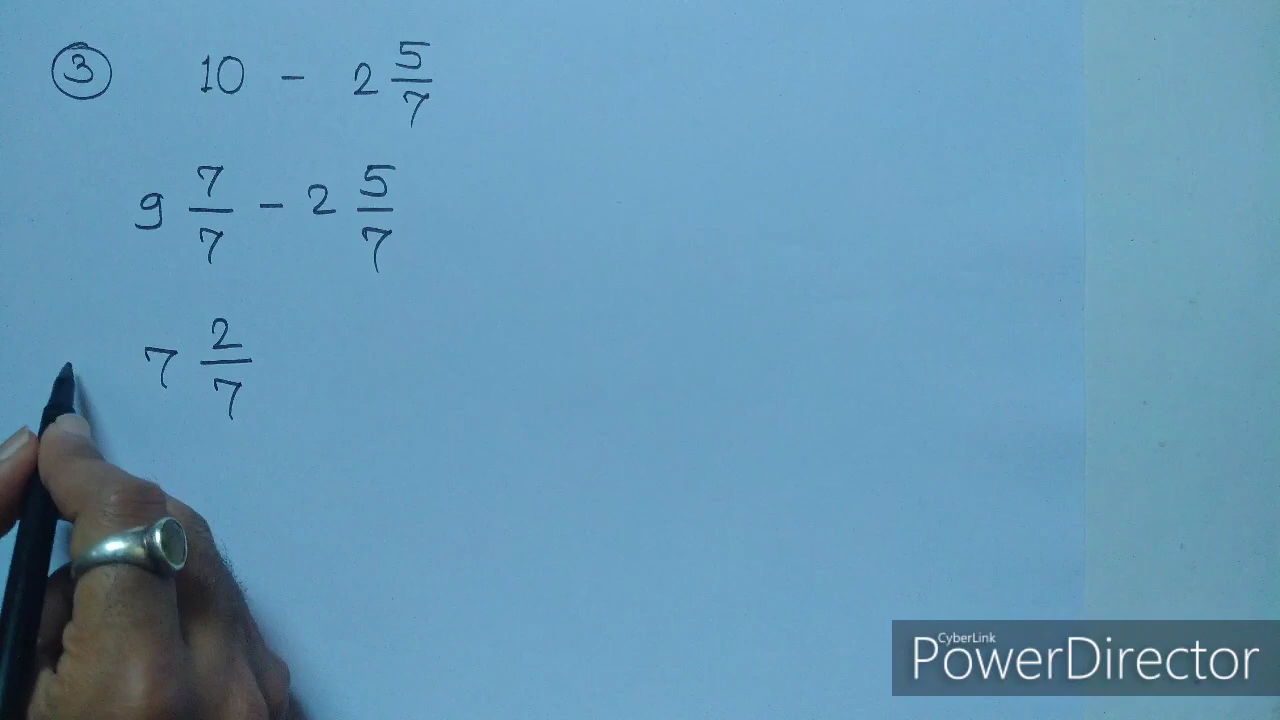 ③ 10 - 2 5/7
9 7/7 - 2 5/7
7 2/7
CyberLink
PowerDirector